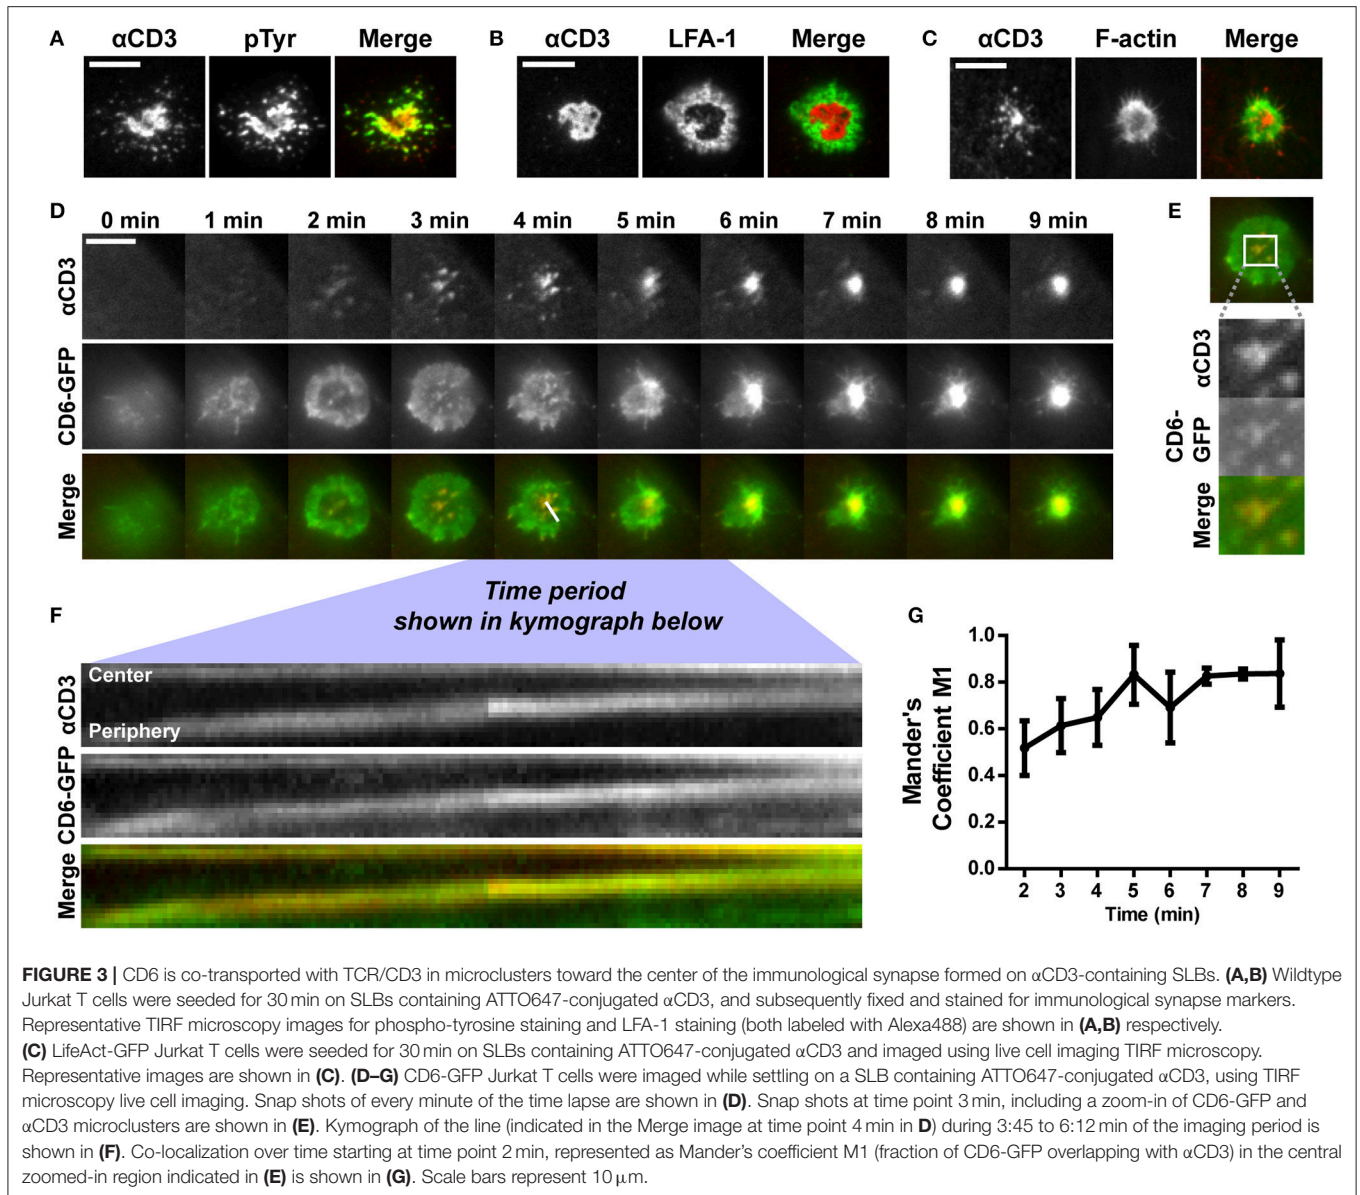 A
αCD3 pTyr Merge
B
αCD3 LFA-1 Merge
C
αCD3 F-actin Merge
D
0 min 1 min 2 min 3 min 4 min 5 min 6 min 7 min 8 min 9 min
αCD3
CD6-GFP
Merge
E
αCD3
CD6-
GFP
Merge
Time period
shown in kymograph below
F
Center
Periphery
αCD3
CD6-GFP
Merge
G
Mander's
Coefficient M1
1.0
0.8
0.6
0.4
0.2
0.0
2 3 4 5 6 7 8 9
Time (min)
FIGURE 3 | CD6 is co-transported with TCR/CD3 in microclusters toward the center of the immunological synapse formed on αCD3-containing SLBs. (A,B) Wildtype
Jurkat T cells were seeded for 30 min on SLBs containing ATTO647-conjugated αCD3, and subsequently fixed and stained for immunological synapse markers.
Representative TIRF microscopy images for phospho-tyrosine staining and LFA-1 staining (both labeled with Alexa488) are shown in (A,B) respectively.
(C) LifeAct-GFP Jurkat T cells were seeded for 30 min on SLBs containing ATTO647-conjugated αCD3 and imaged using live cell imaging TIRF microscopy.
Representative images are shown in (C). (D–G) CD6-GFP Jurkat T cells were imaged while settling on a SLB containing ATTO647-conjugated αCD3, using TIRF
microscopy live cell imaging. Snap shots of every minute of the time lapse are shown in (D). Snap shots at time point 3 min, including a zoom-in of CD6-GFP and
αCD3 microclusters are shown in (E). Kymograph of the line (indicated in the Merge image at time point 4 min in D) during 3:45 to 6:12 min of the imaging period is
shown in (F). Co-localization over time starting at time point 2 min, represented as Mander's coefficient M1 (fraction of CD6-GFP overlapping with αCD3) in the central
zoomed-in region indicated in (E) is shown in (G). Scale bars represent 10 μm.